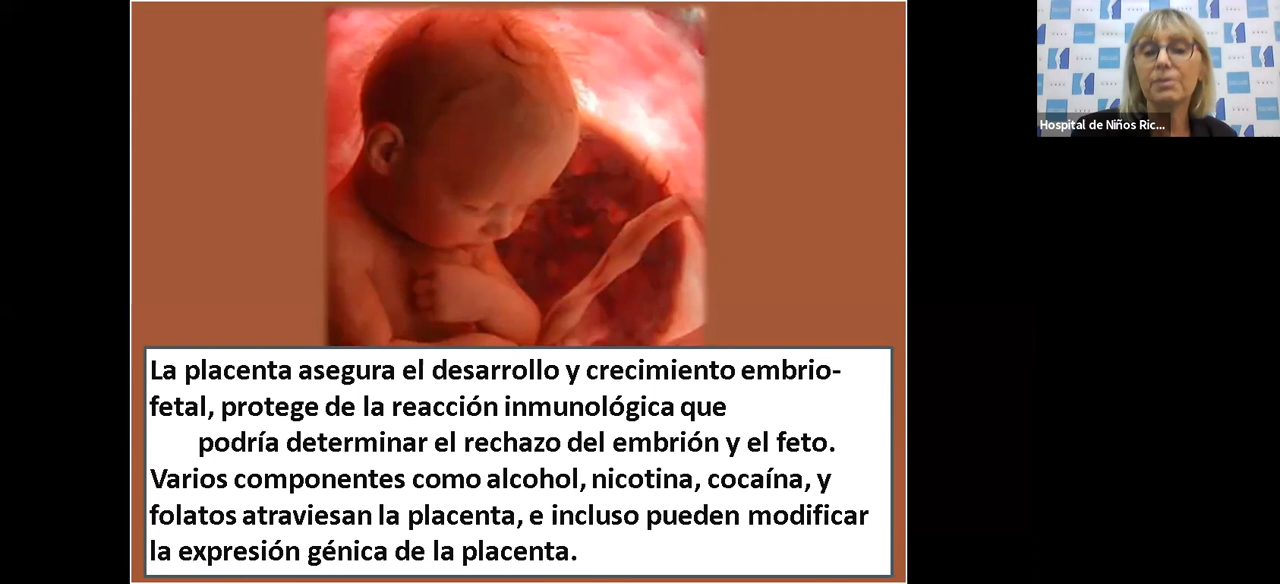 La placenta asegura el desarrollo y crecimiento embrio-
fetal, protege de la reacción inmunológica que
podría determinar el rechazo del embrión y el feto.
Varios componentes como alcohol, nicotina, cocaína, y
folatos atraviesan la placenta, e incluso pueden modificar
la expresión génica de la placenta.
Hospital de Niños Ric...